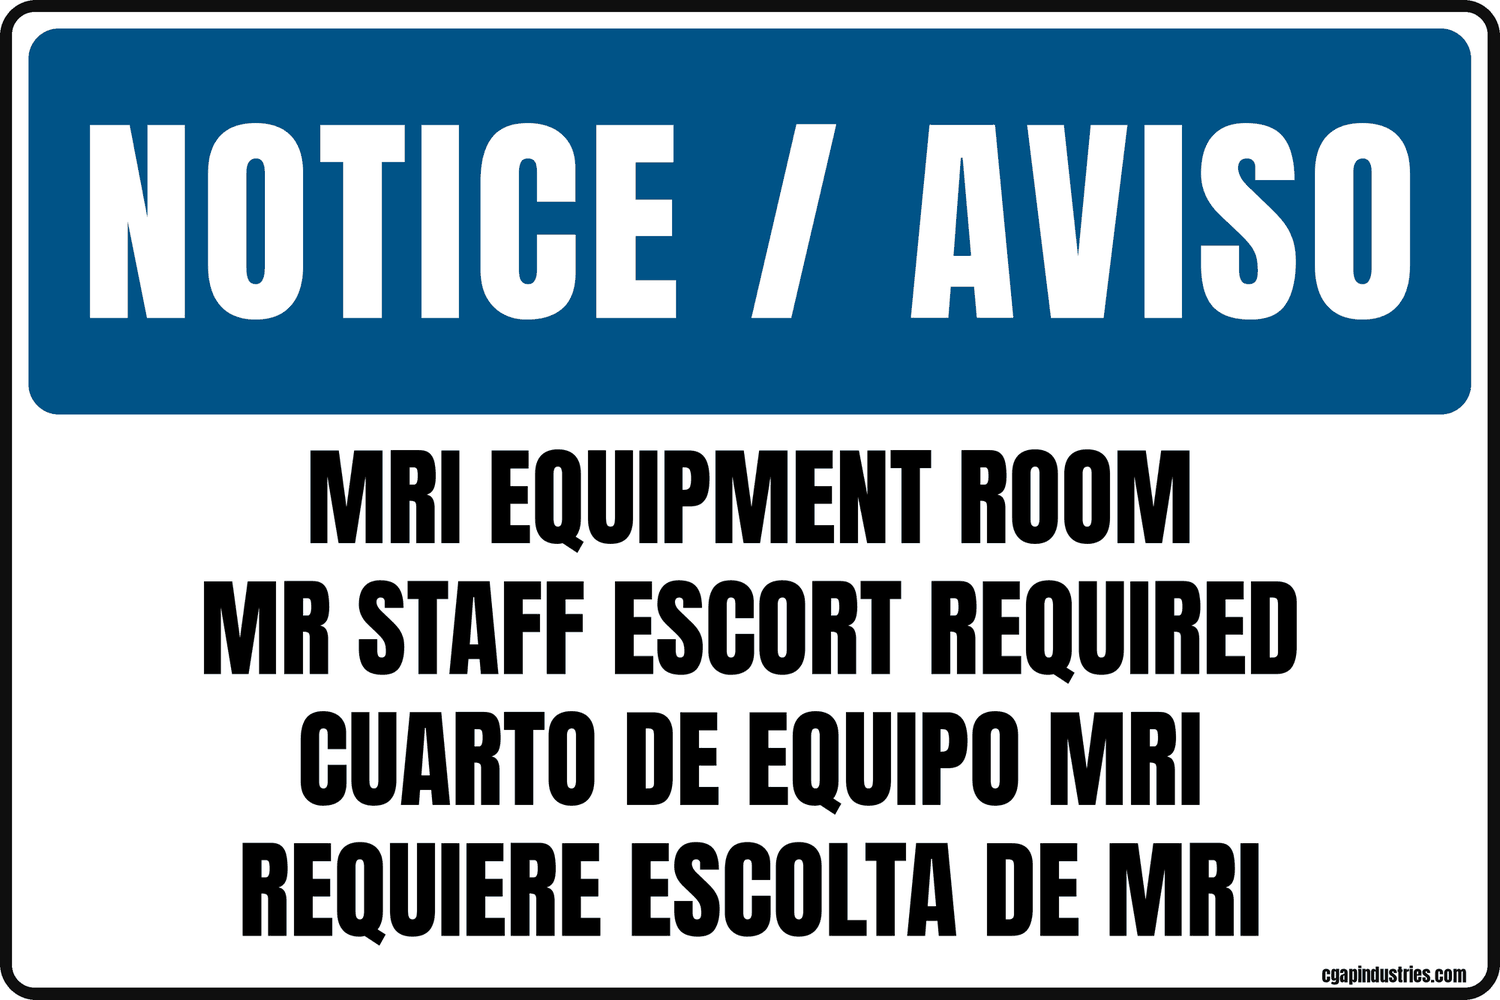 NOTICE / AVISO
MRI EQUIPMENT ROOM
MR STAFF ESCORT REQUIRED
CUARTO DE EQUIPO MRI
REQUIERE ESCOLTA DE MRI
cgapindustries.com